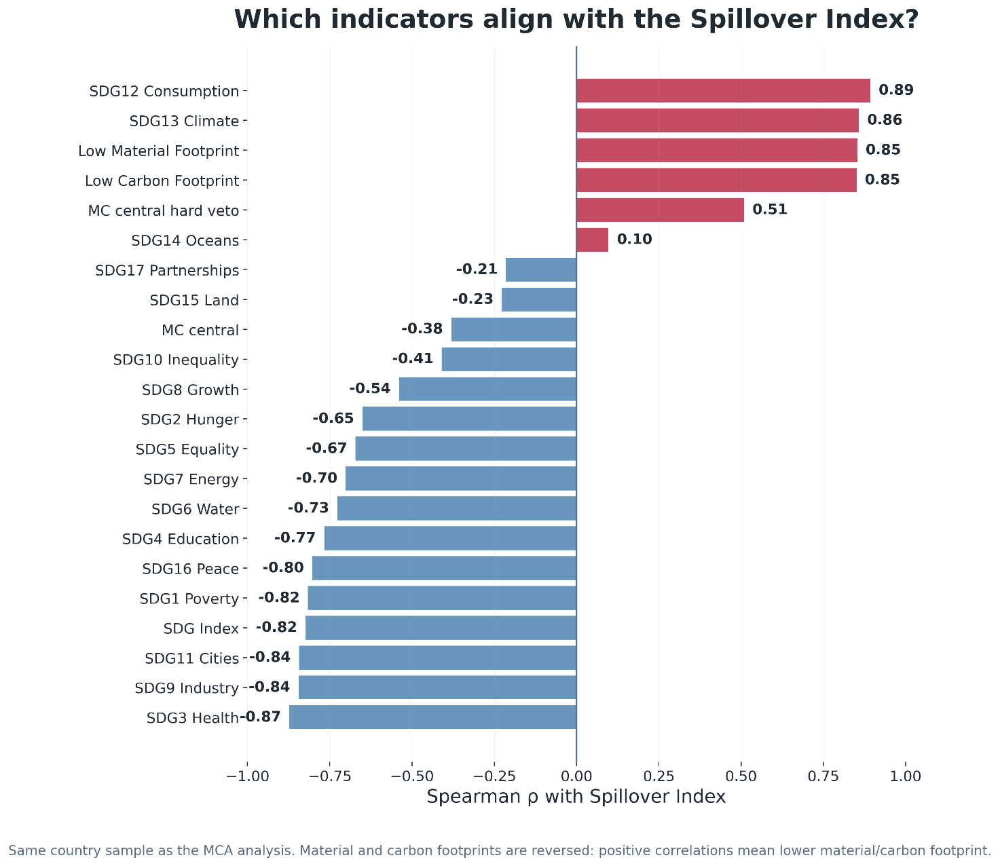 Which indicators align with the Spillover Index?
SDG12 Consumption 0.89
SDG13 Climate 0.86
Low Material Footprint 0.85
Low Carbon Footprint 0.85
MC central hard veto 0.51
SDG14 Oceans 0.10
SDG17 Partnerships -0.21
SDG15 Land -0.23
MC central -0.38
SDG10 Inequality -0.41
SDG8 Growth -0.54
SDG2 Hunger -0.65
SDG5 Equality -0.67
SDG7 Energy -0.70
SDG6 Water -0.73
SDG4 Education -0.77
SDG16 Peace -0.80
SDG1 Poverty -0.82
SDG Index -0.82
SDG11 Cities -0.84
SDG9 Industry -0.84
SDG3 Health -0.87
−1.00 −0.75 −0.50 −0.25 0.00 0.25 0.50 0.75 1.00
Spearman ρ with Spillover Index
Same country sample as the MCA analysis. Material and carbon footprints are reversed: positive correlations mean lower material/carbon footprint.